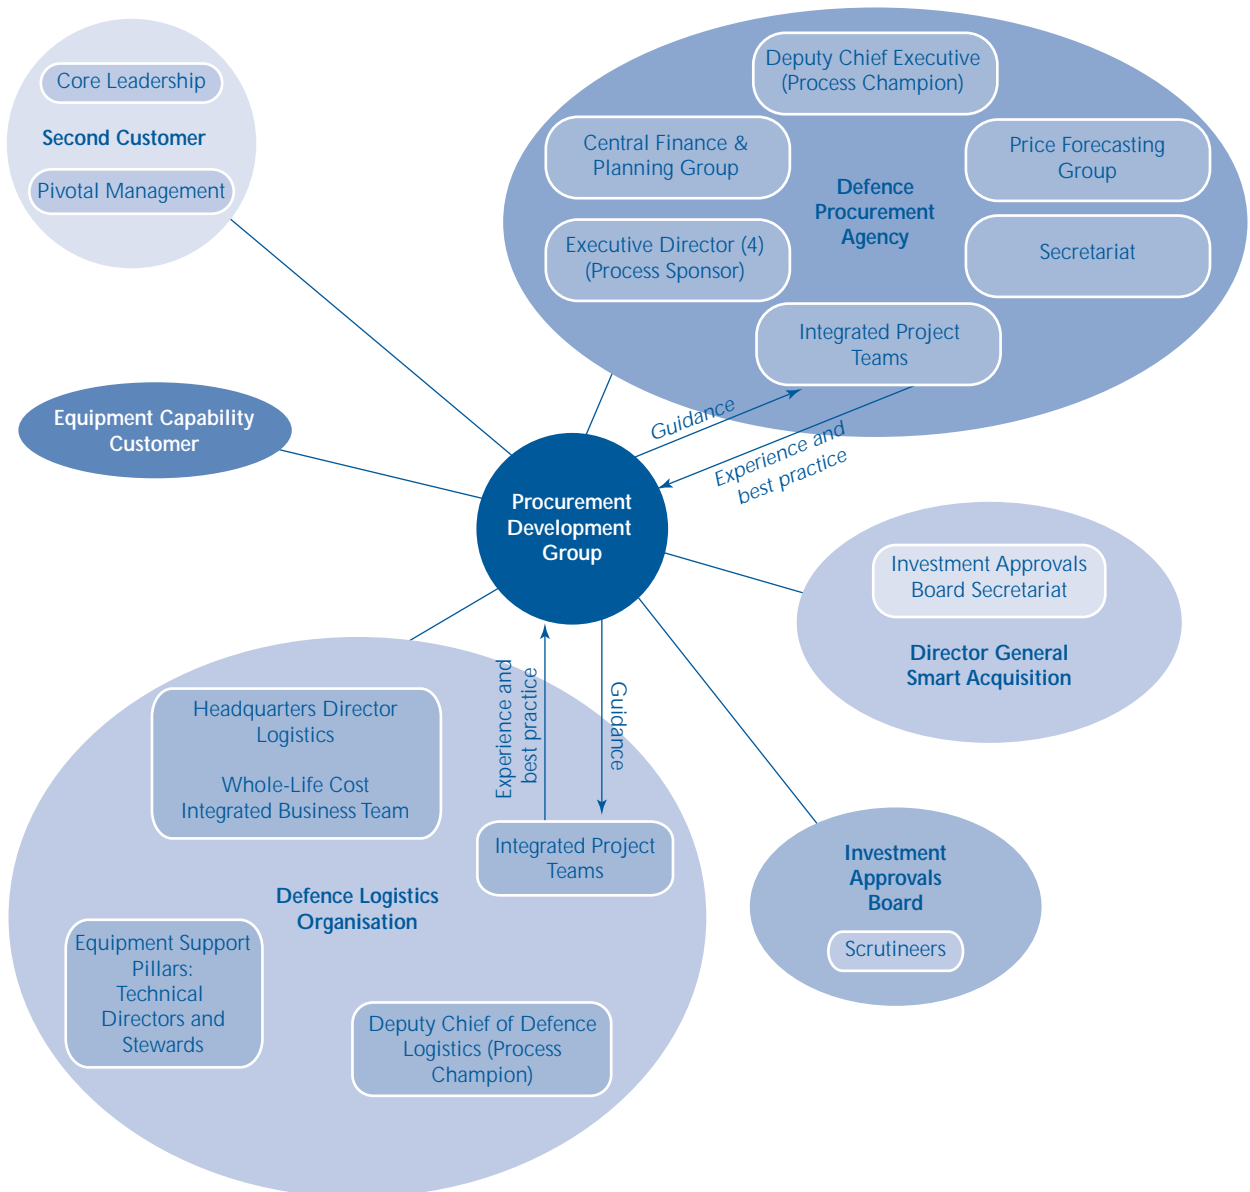 Core Leadership
Second Customer
Pivotal Management
Deputy Chief Executive
(Process Champion)
Central Finance &
Planning Group
Price Forecasting
Group
Defence
Procurement
Agency
Executive Director (4)
(Process Sponsor)
Secretariat
Integrated Project
Teams
Equipment Capability
Customer
Guidance
Experience and
best practice
Procurement
Development
Group
Investment Approvals
Board Secretariat
Director General
Smart Acquisition
Headquarters Director
Logistics
Whole-Life Cost
Integrated Business Team
Experience and
best practice
Guidance
Integrated Project
Teams
Defence Logistics
Organisation
Equipment Support
Pillars:
Technical
Directors and
Stewards
Deputy Chief of Defence
Logistics (Process
Champion)
Investment
Approvals
Board
Scrutineers